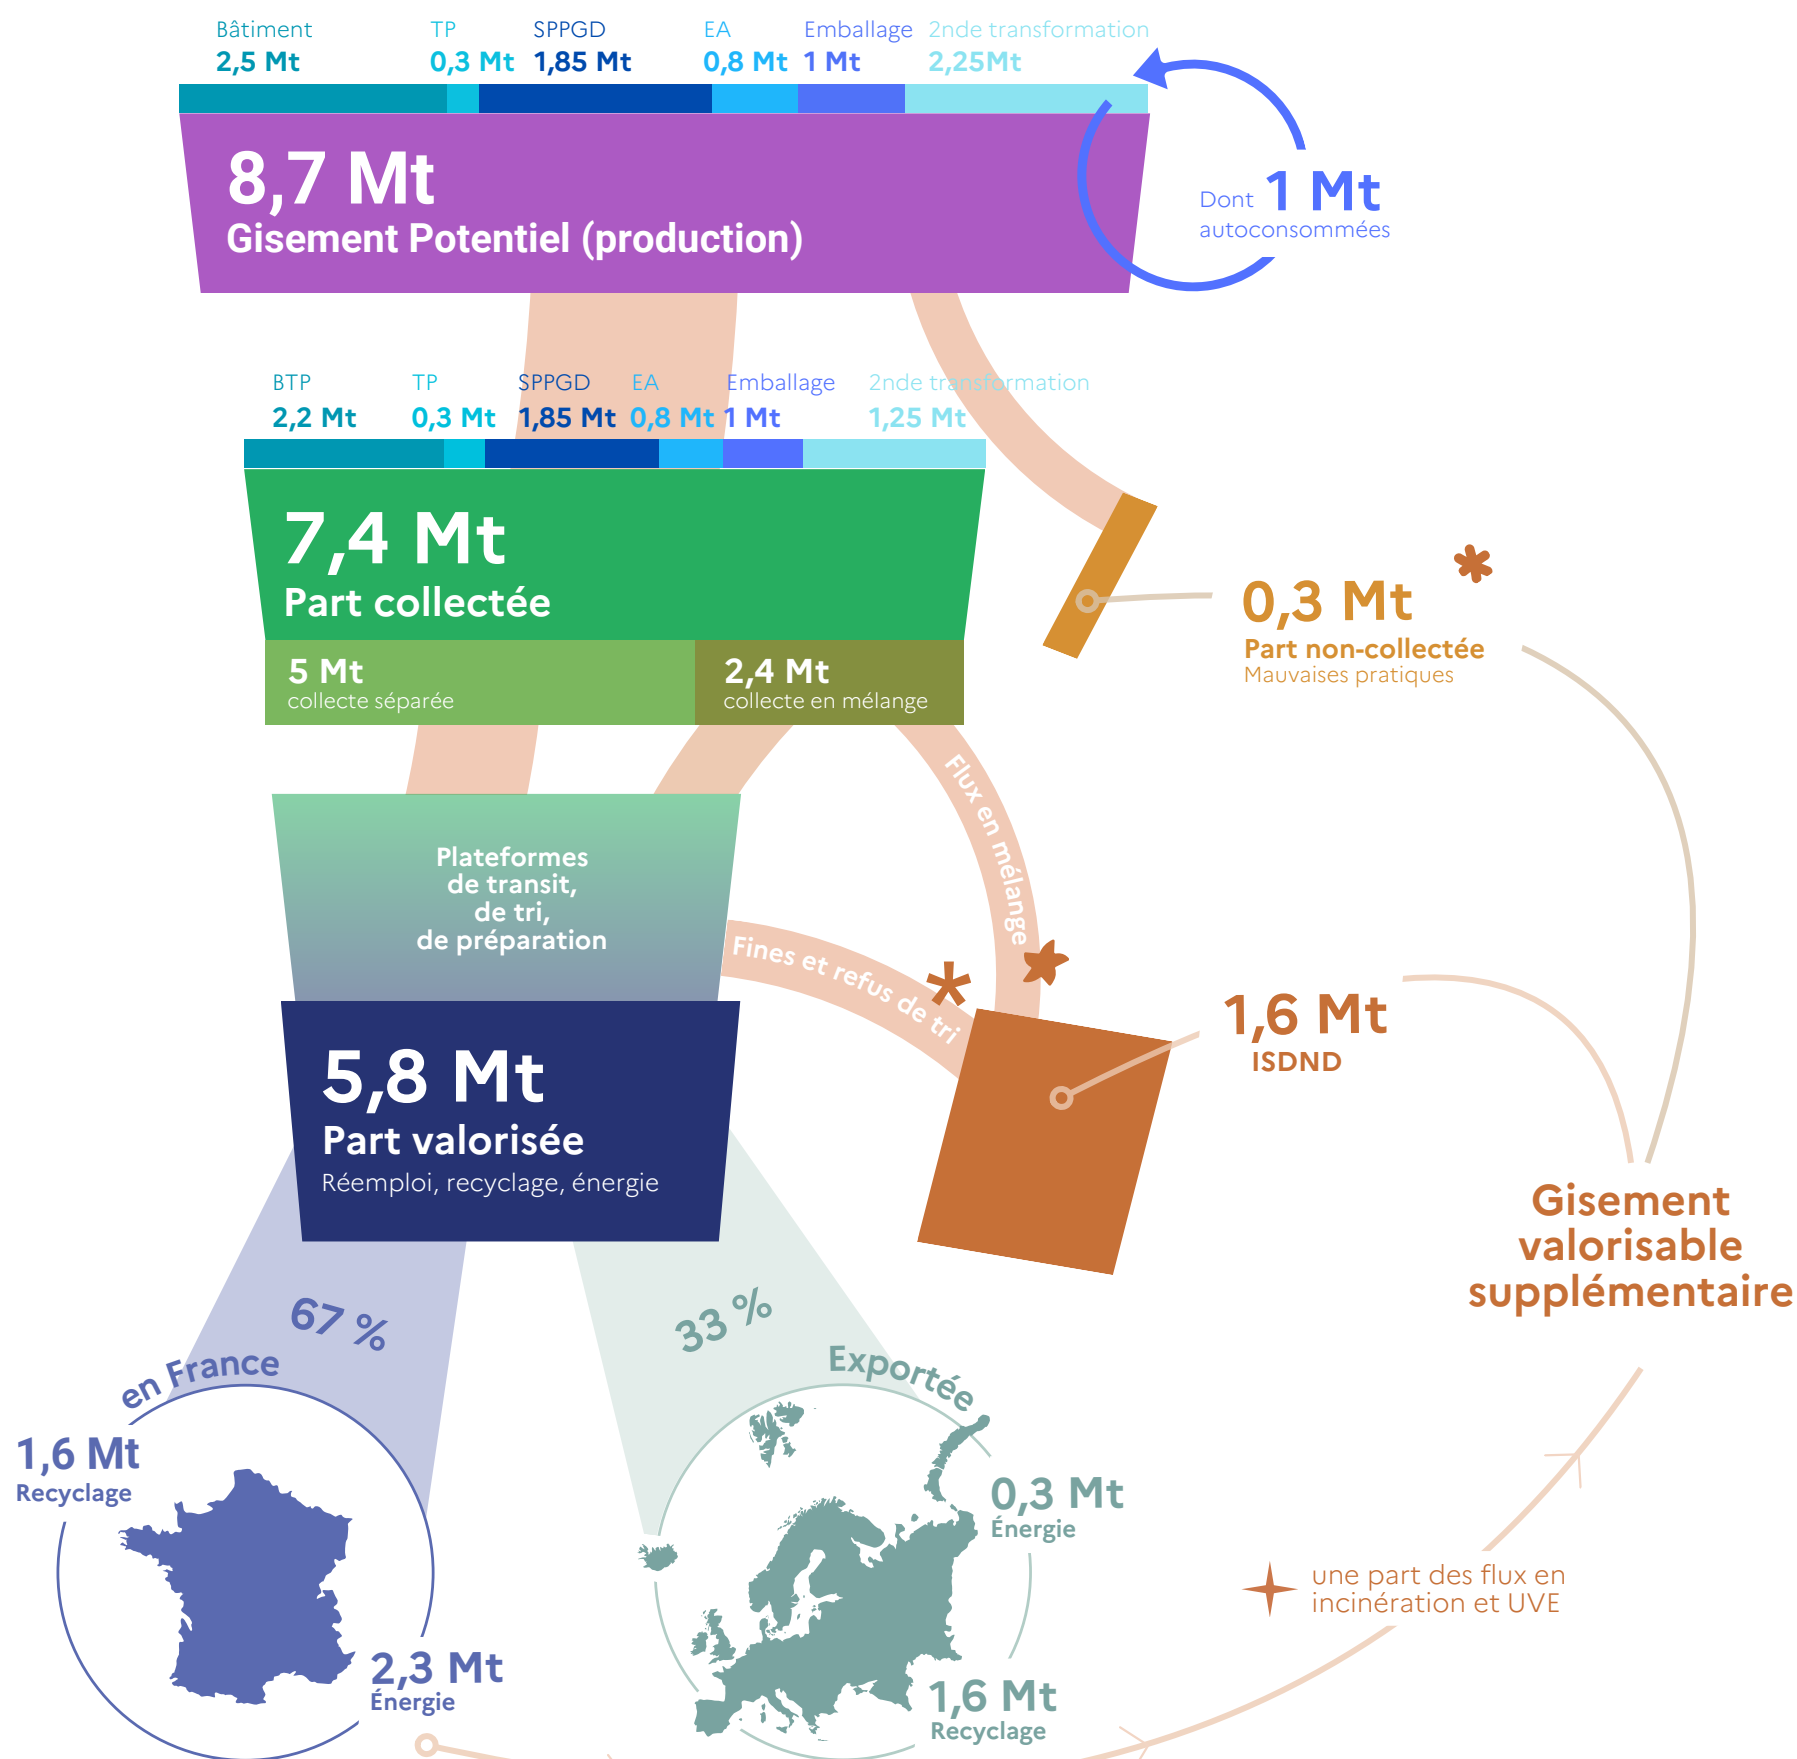 Bâtiment
2,5 Mt
TP
0,3 Mt
SPPGD
1,85 Mt
EA
0,8 Mt
Emballage
1 Mt
2nde transformation
2,25Mt
8,7 Mt
Gisement Potentiel (production)
Dont 1 Mt
autoconsommées
BTP
2,2 Mt
TP
0,3 Mt
SPPGD
1,85 Mt
EA
0,8 Mt
Emballage
1 Mt
2nde transformation
1,25 Mt
7,4 Mt
Part collectée
5 Mt
collecte séparée
2,4 Mt
collecte en mélange
0,3 Mt
Part non-collectée
Mauvaises pratiques
Flux en mélange
Plateformes
de transit,
de tri,
de préparation
Fines et refus de tri
1,6 Mt
ISDND
5,8 Mt
Part valorisée
Réemploi, recyclage, énergie
Gisement
valorisable
supplémentaire
67 %
en France
33 %
Exportée
1,6 Mt
Recyclage
2,3 Mt
Énergie
0,3 Mt
Énergie
1,6 Mt
Recyclage
une part des flux en
incinération et UVE